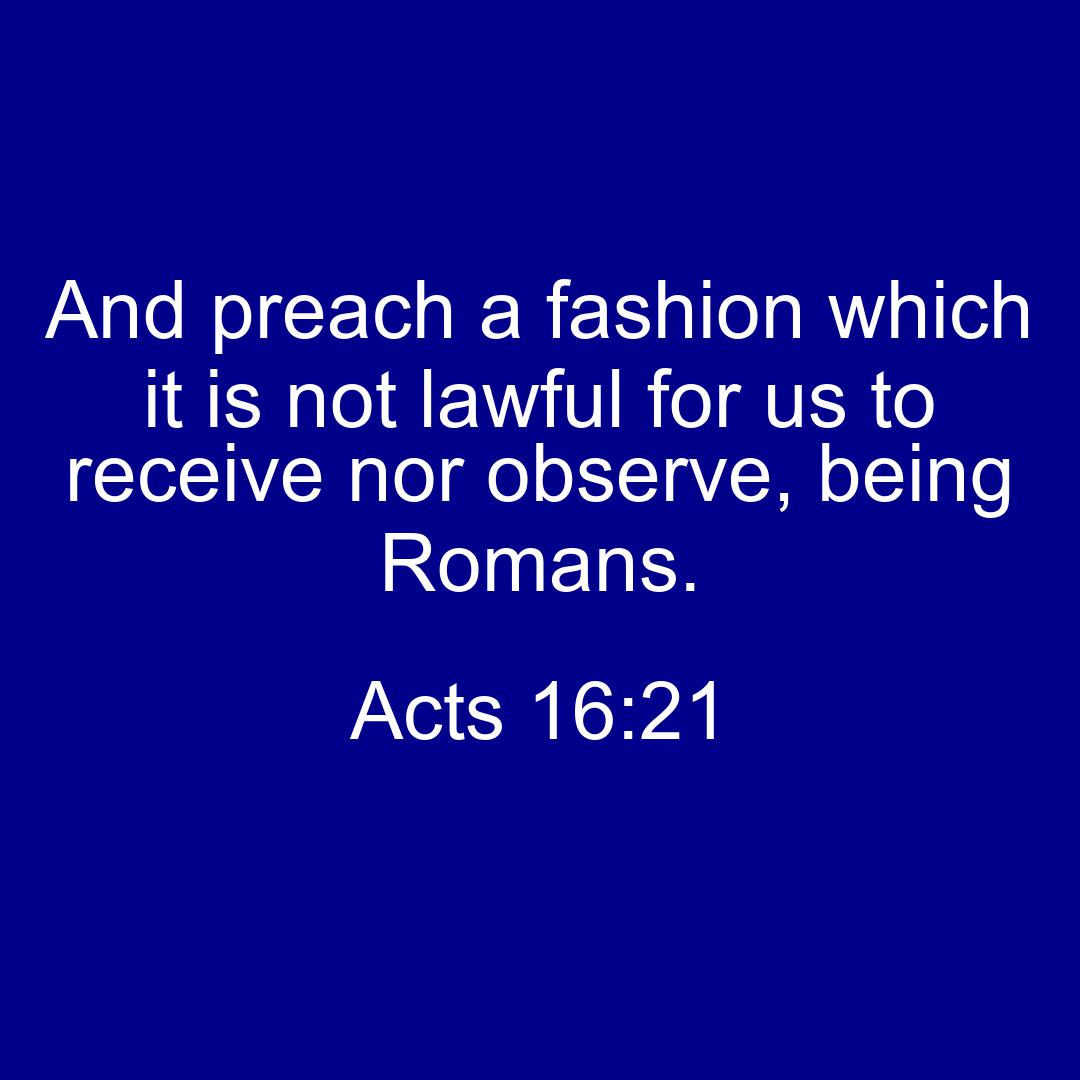 And preach a fashion which
it is not lawful for us to
receive nor observe, being
Romans.
Acts 16:21